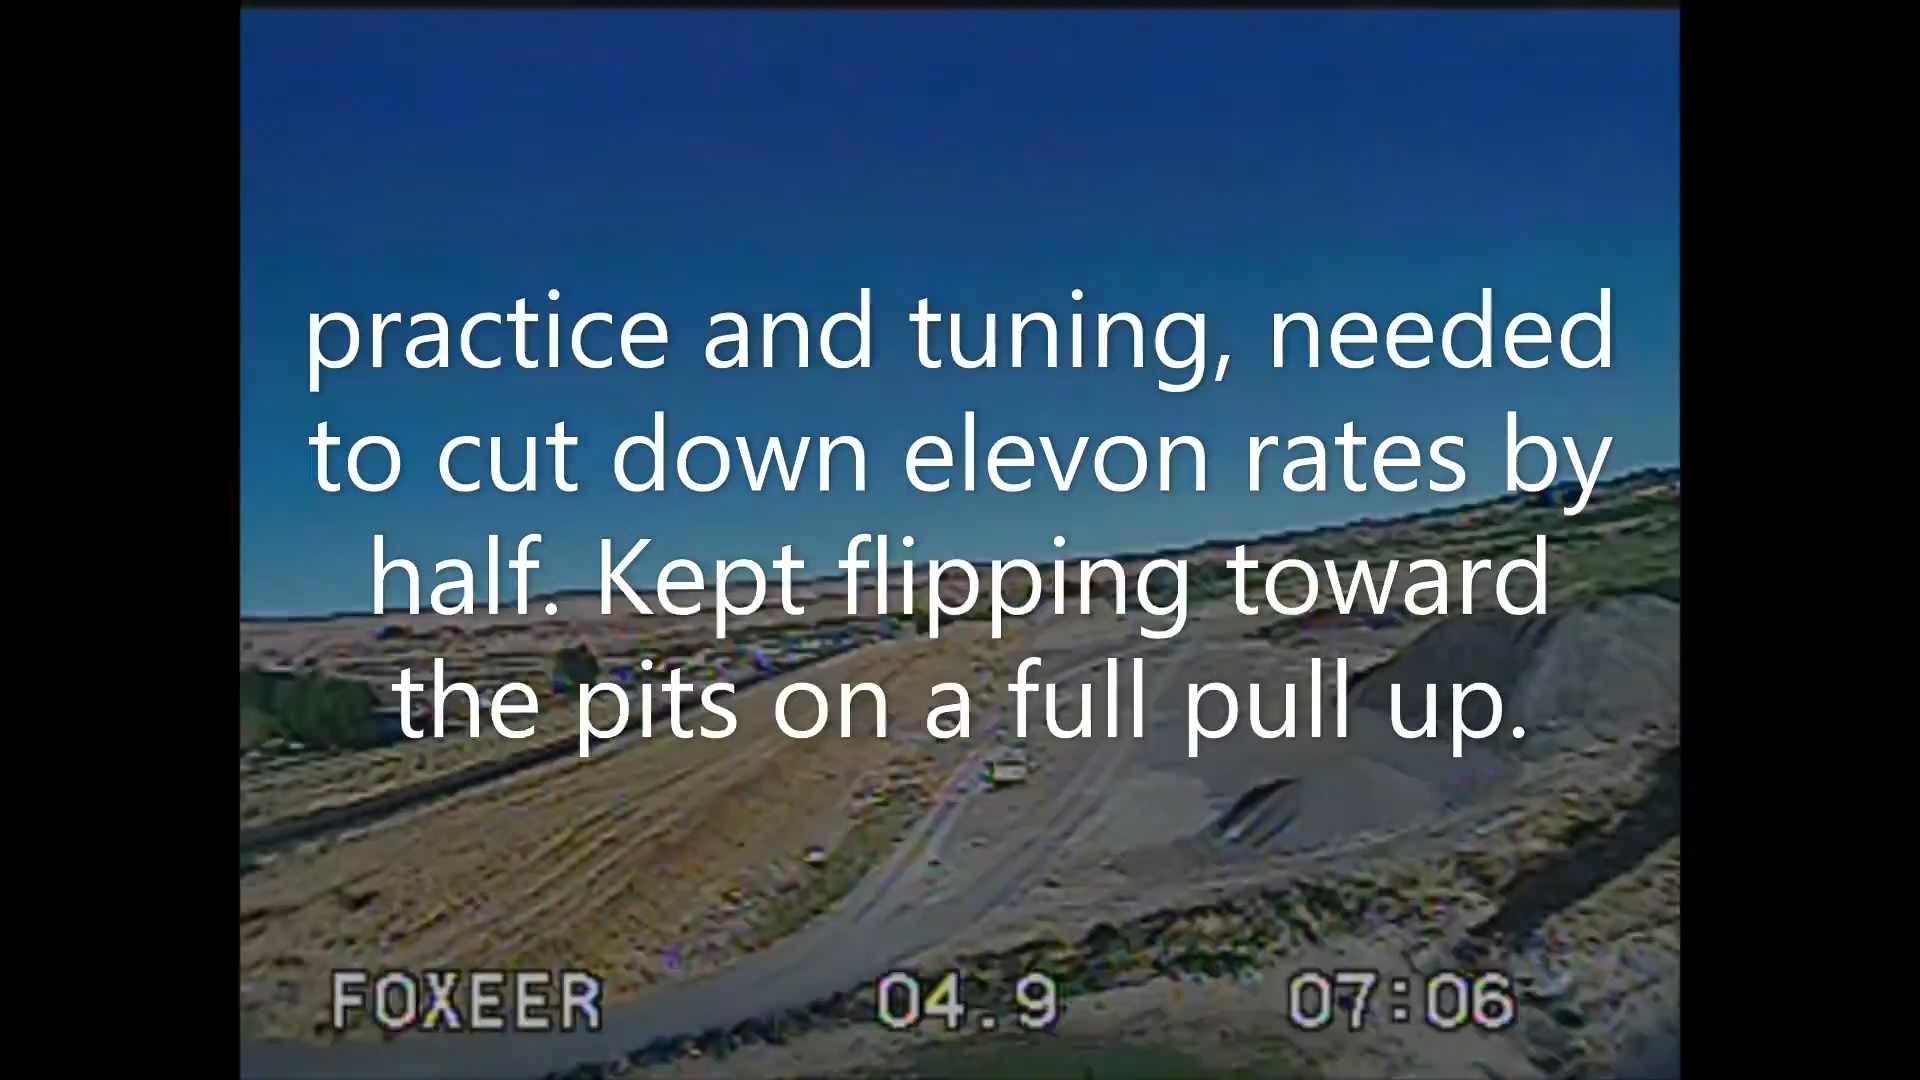 practice and tuning, needed
to cut down elevon rates by
half. Kept flipping toward
the pits on a full pull up.
FOXEER 04.9 07:06